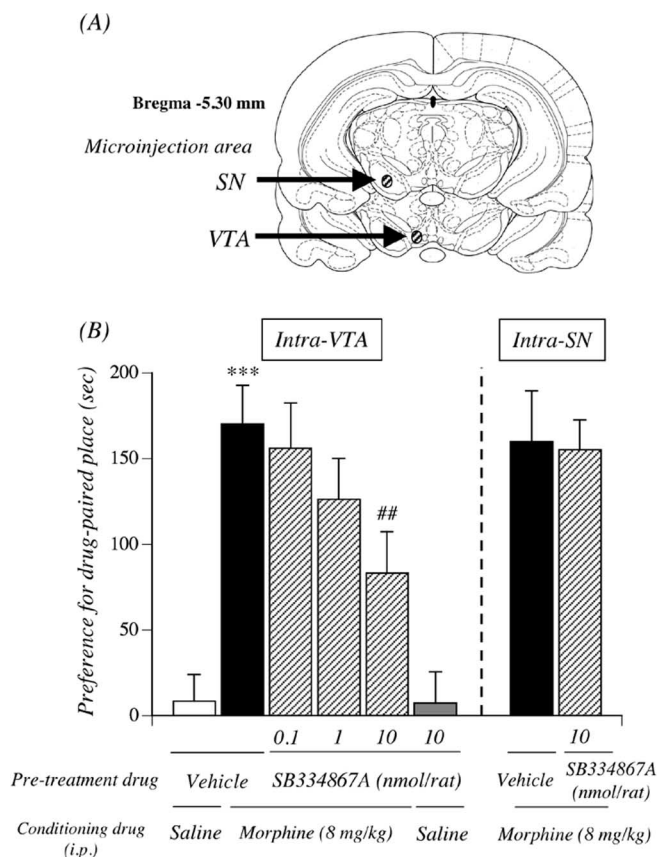 (A)
Bregma -5.30 mm
Microinjection area
SN
VTA
(B)
Intra-VTA
Intra-SN
Preference for drug-paired place (sec)
200
150
100
50
0
***
##
0.1 1 10 10 10
Pre-treatment drug Vehicle SB334867A (nmol/rat) Vehicle SB334867A
(nmol/rat)
Conditioning drug Saline Morphine (8 mg/kg) Saline Morphine (8 mg/kg)
(i.p.)